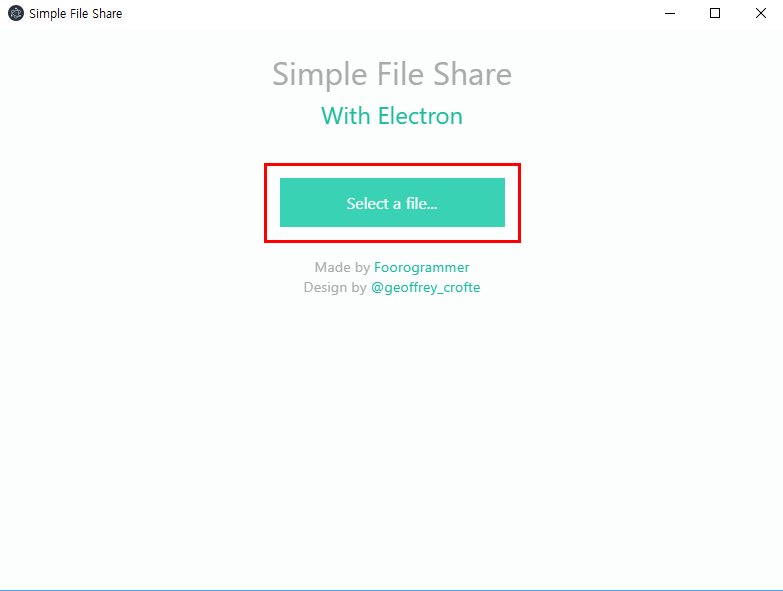 Simple File Share
Simple File Share
With Electron
Select a file...
Made by Foorogrammer
Design by @geoffrey_crofte